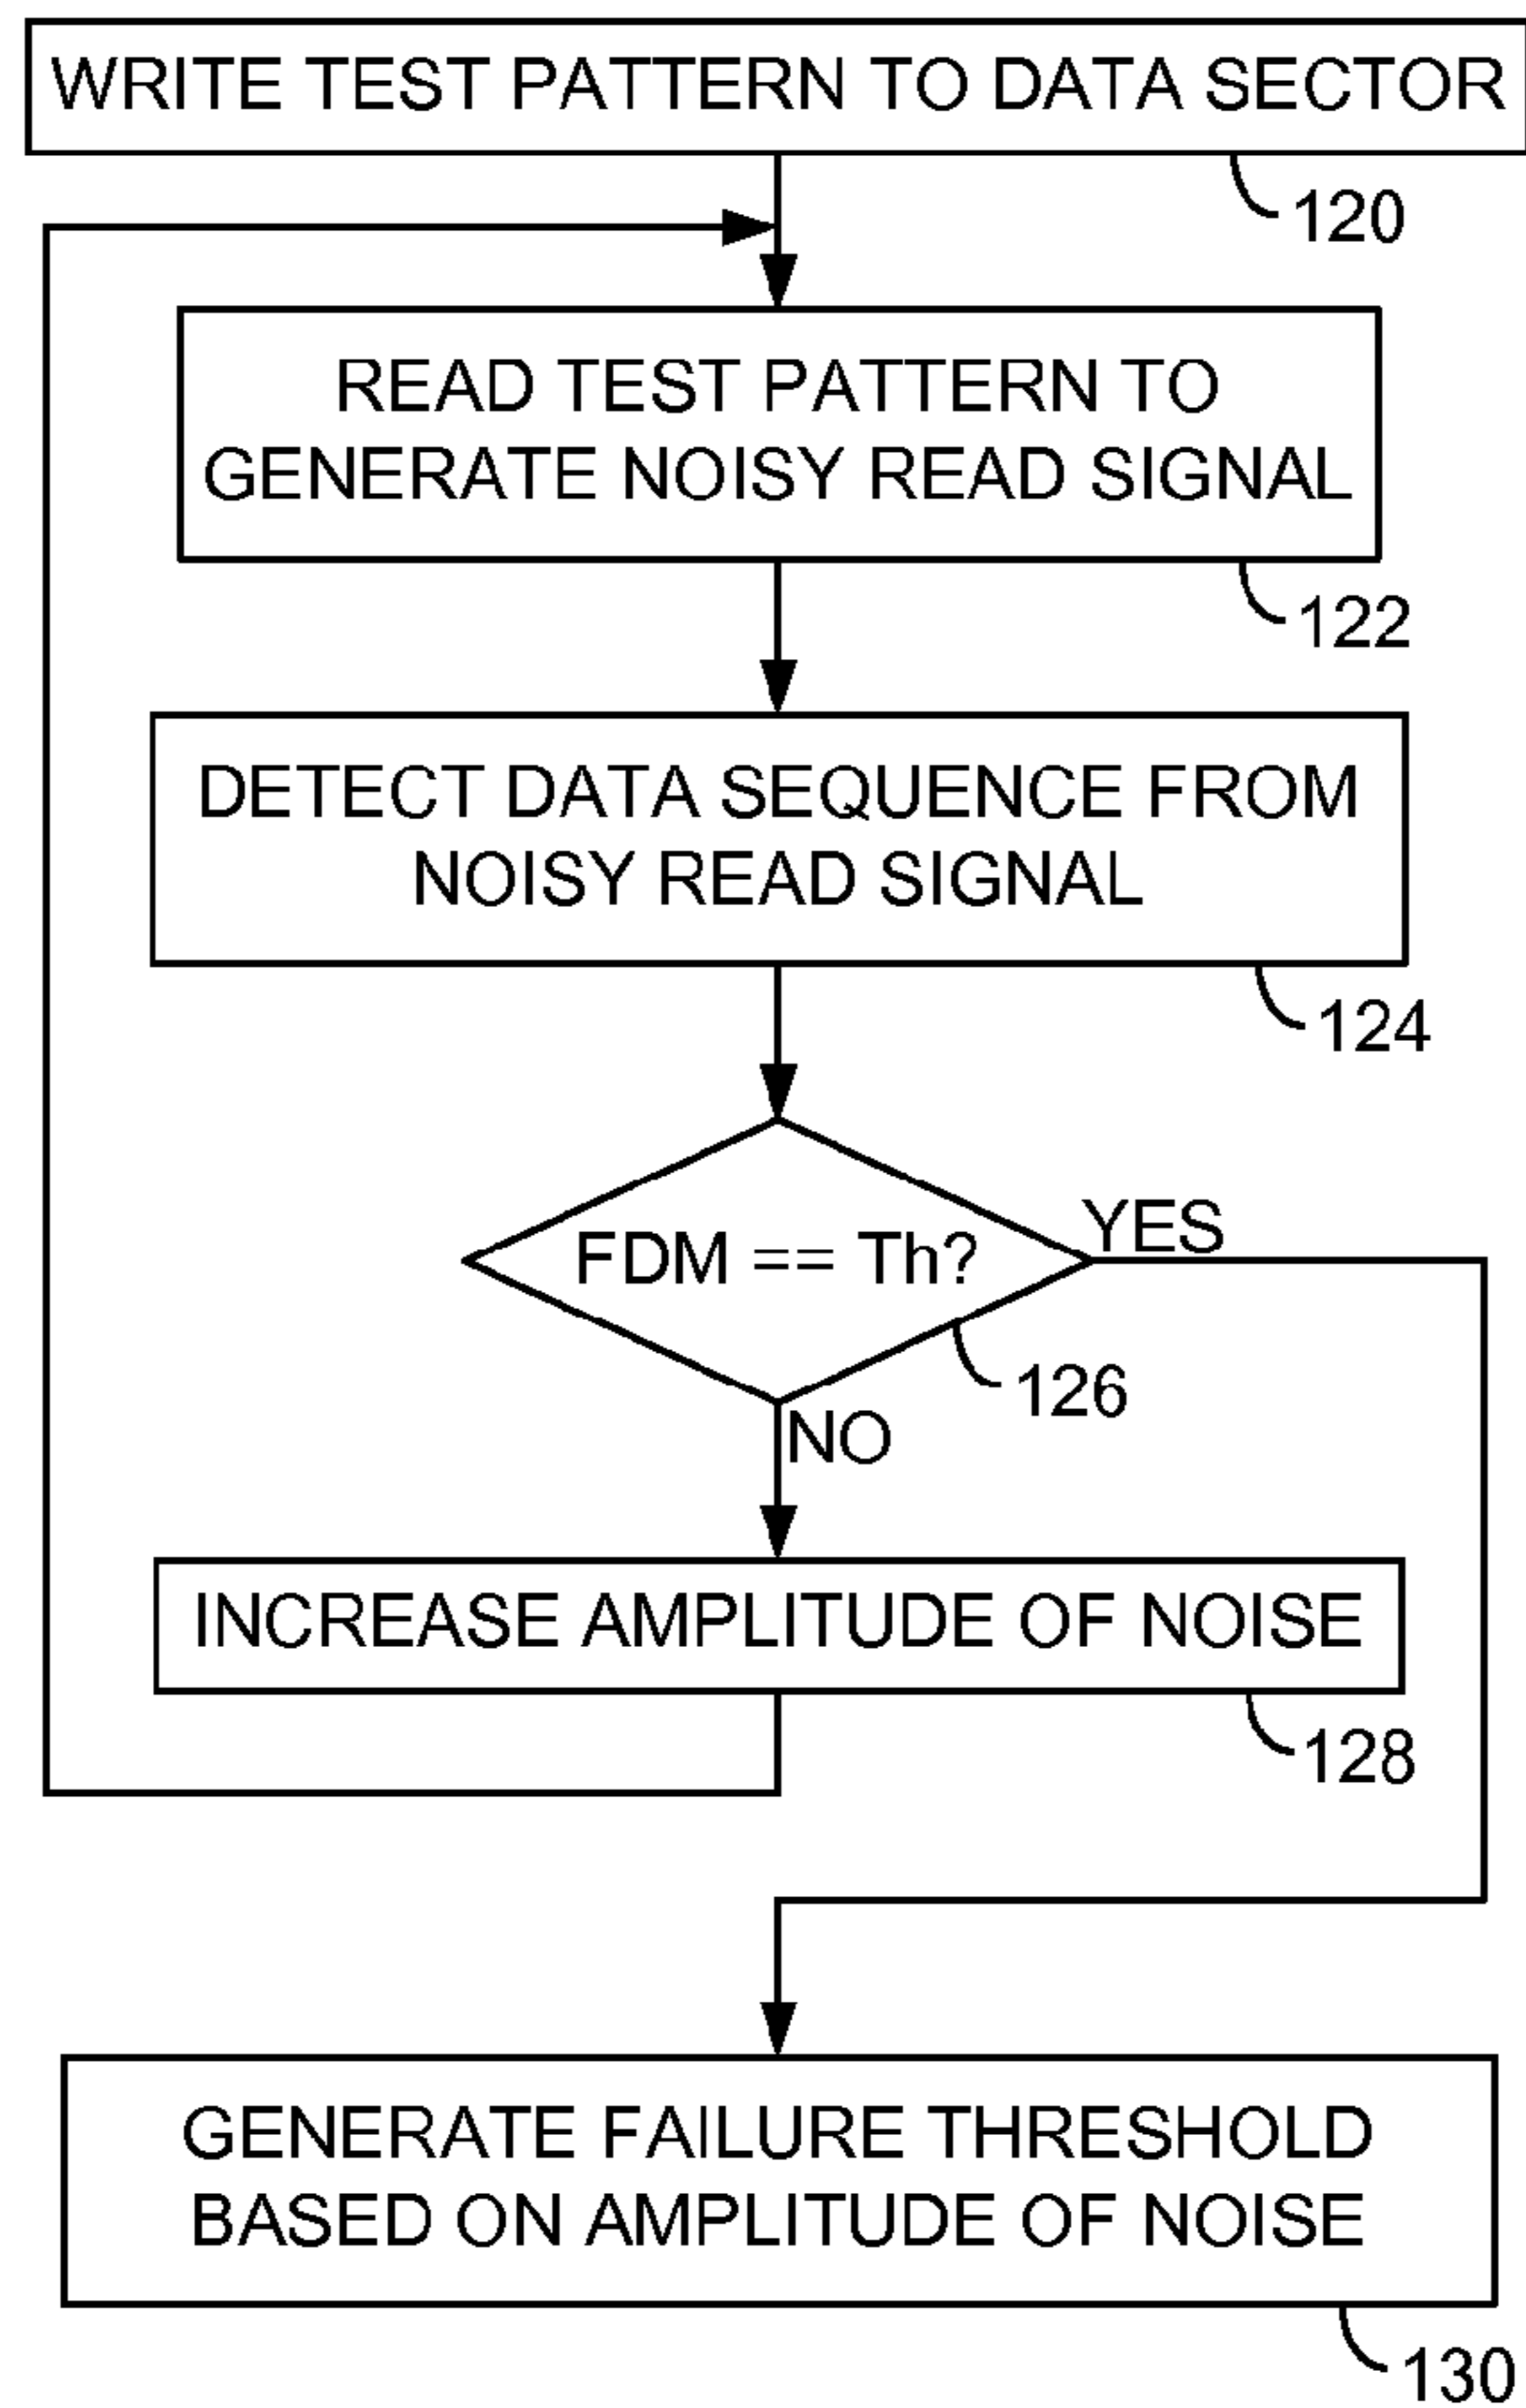 WRITE TEST PATTERN TO DATA SECTOR
120
READ TEST PATTERN TO
GENERATE NOISY READ SIGNAL
122
DETECT DATA SEQUENCE FROM
NOISY READ SIGNAL
124
FDM == Th?
YES
126
NO
INCREASE AMPLITUDE OF NOISE
128
GENERATE FAILURE THRESHOLD
BASED ON AMPLITUDE OF NOISE
130